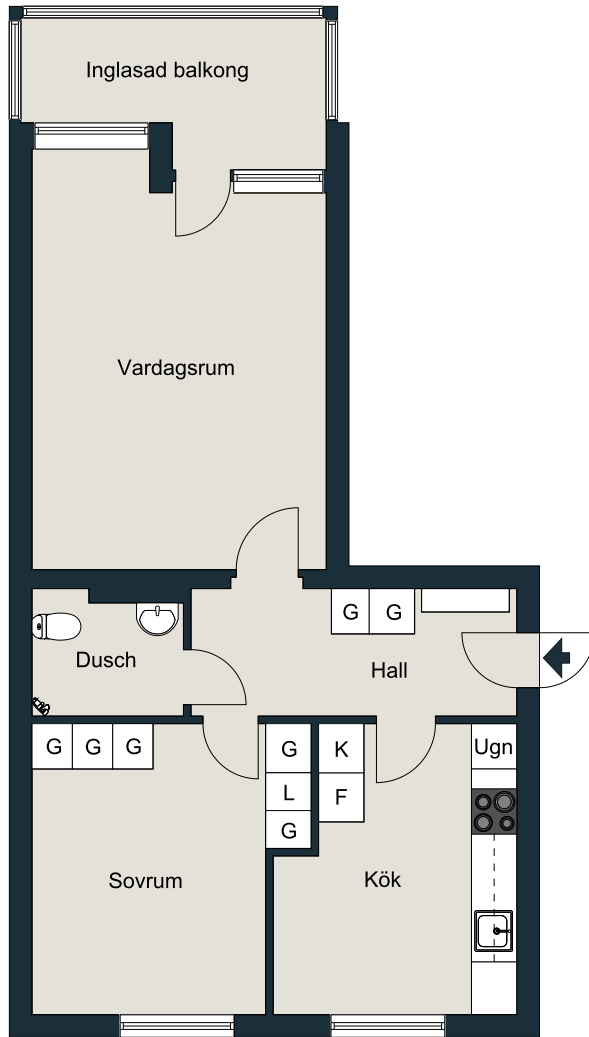 Inglasad balkong
Vardagsrum
G G
Dusch
Hall
G G G
G
K
Ugn
L
F
G
Sovrum
Kök